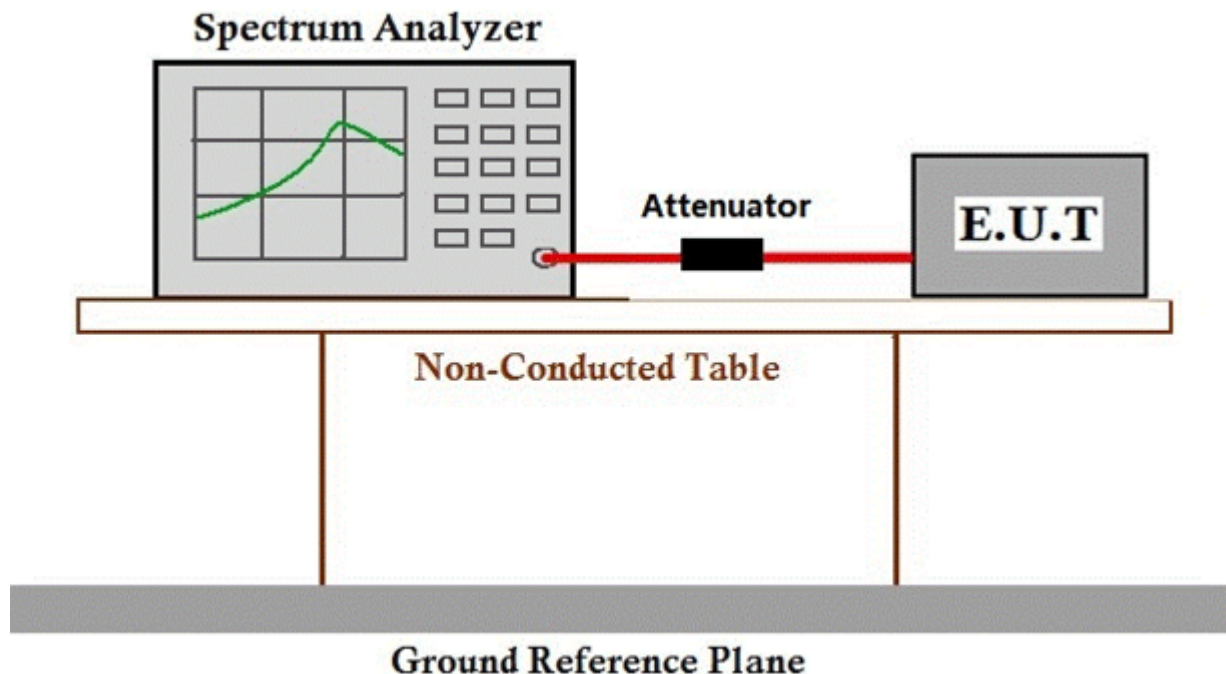 Spectrum Analyzer
Attenuator
E.U.T
Non-Conducted Table
Ground Reference Plane